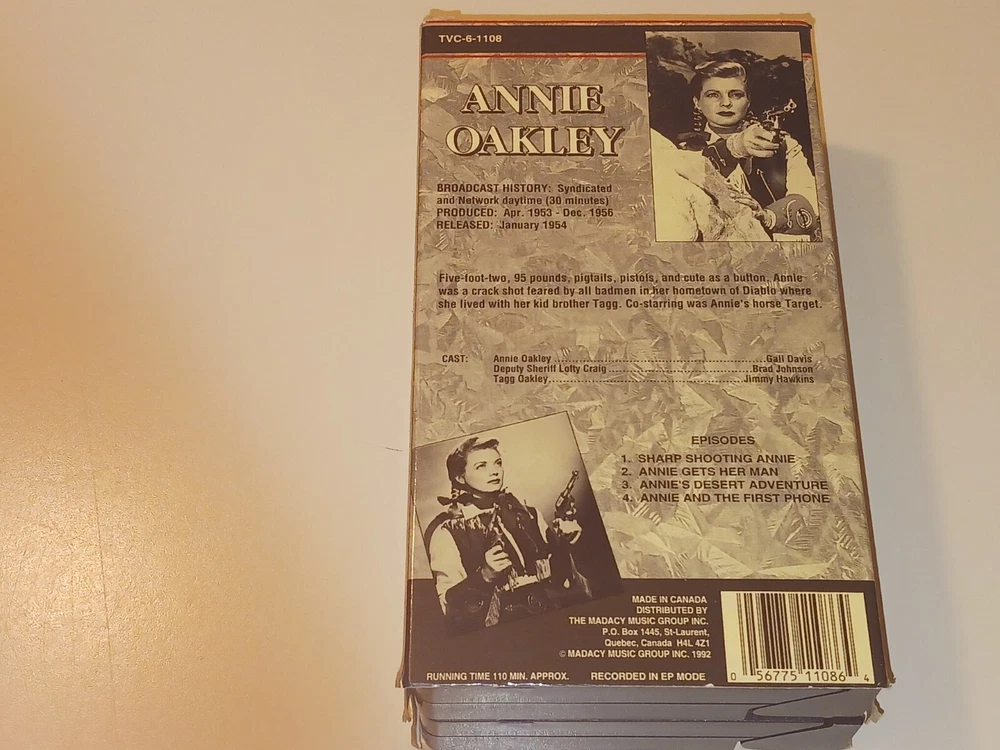 TVC-6-1108
ANNIE
OAKLEY
BROADCAST HISTORY: Syndicated
and Network daytime (30 minutes)
PRODUCED: Apr. 1953 - Dec. 1956
RELEASED: January 1954
Five-foot-two, 95 pounds, pigtails, pistols, and cute as a button, Annie
was a crack shot feared by all badmen in her hometown of Diablo where
she lived with her kid brother Tagg. Co-starring was Annie's horse Target.
CAST: Annie Oakley ..................................................Gail Davis
Deputy Sheriff Lofty Craig..................................Brad Johnson
Tagg Oakley..............................................Jimmy Hawkins
EPISODES
1. SHARP SHOOTING ANNIE
2. ANNIE GETS HER MAN
3. ANNIE'S DESERT ADVENTURE
4. ANNIE AND THE FIRST PHONE
MADE IN CANADA
DISTRIBUTED BY
THE MADACY MUSIC GROUP INC.
P.O. Box 1445, St-Laurent,
Quebec, Canada H4L 4Z1
© MADACY MUSIC GROUP INC. 1992
RUNNING TIME 110 MIN. APPROX. RECORDED IN EP MODE
0 56775 11086 4